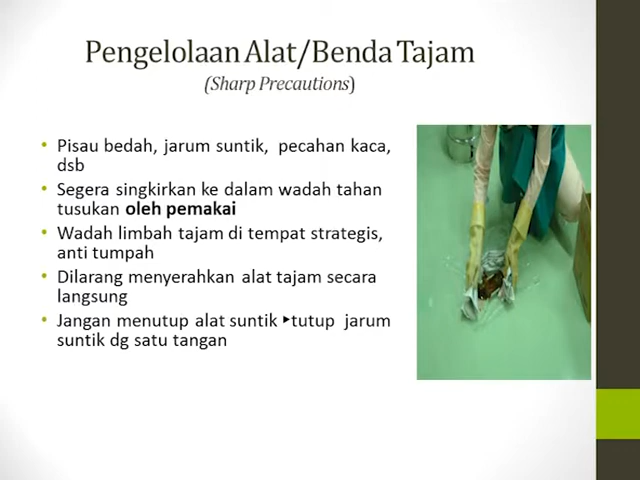 Pengelolaan Alat/Benda Tajam
(Sharp Precautions)
• Pisau bedah, jarum suntik, pecahan kaca,
dsb
• Segera singkirkan ke dalam wadah tahan
tusukan oleh pemakai
• Wadah limbah tajam di tempat strategis,
anti tumpah
• Dilarang menyerahkan alat tajam secara
langsung
• Jangan menutup alat suntik ▸tutup jarum
suntik dg satu tangan